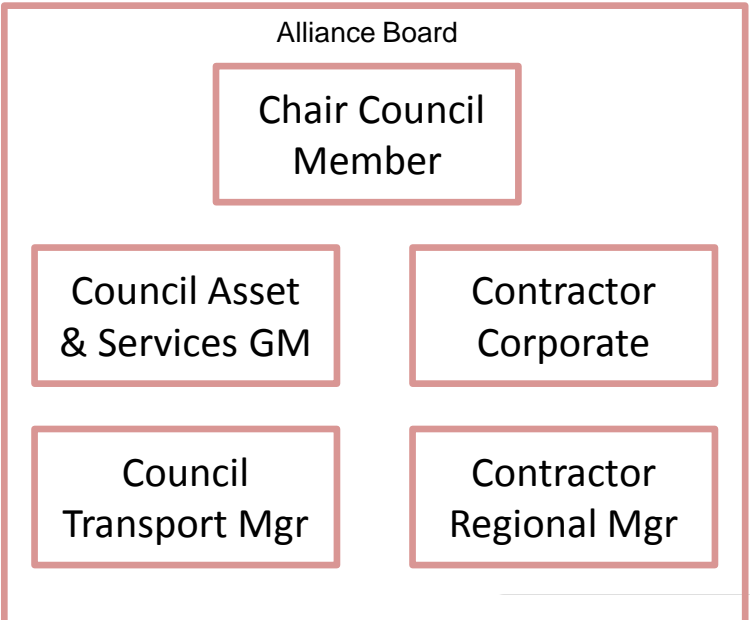 Alliance Board
Chair Council
Member
Council Asset
& Services GM
Contractor
Corporate
Council
Transport Mgr
Contractor
Regional Mgr